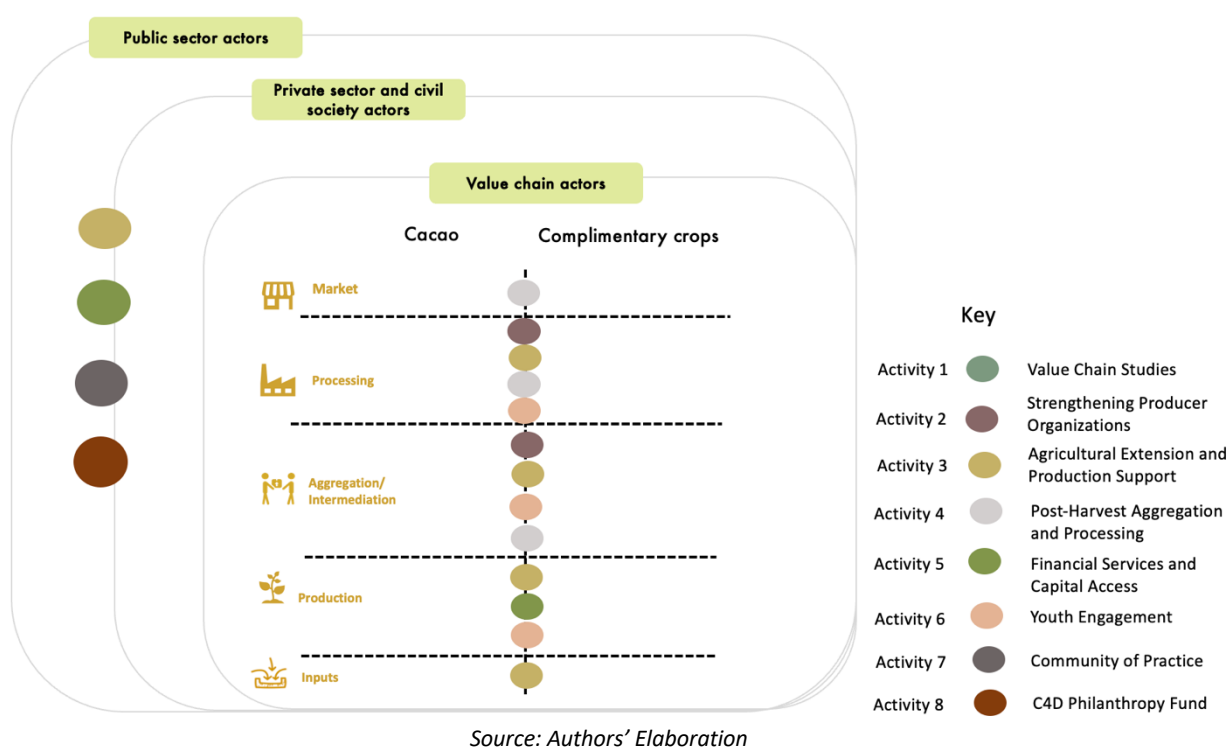 Public sector actors
Private sector and civil
society actors
Value chain actors
Cacao
Complimentary crops
Market
Processing
Aggregation/
Intermediation
Production
Inputs
Key
Activity 1
Value Chain Studies
Activity 2
Strengthening Producer
Organizations
Activity 3
Agricultural Extension and
Production Support
Activity 4
Post-Harvest Aggregation
and Processing
Activity 5
Financial Services and
Capital Access
Activity 6
Youth Engagement
Activity 7
Community of Practice
Activity 8
C4D Philanthropy Fund
Source: Authors’ Elaboration